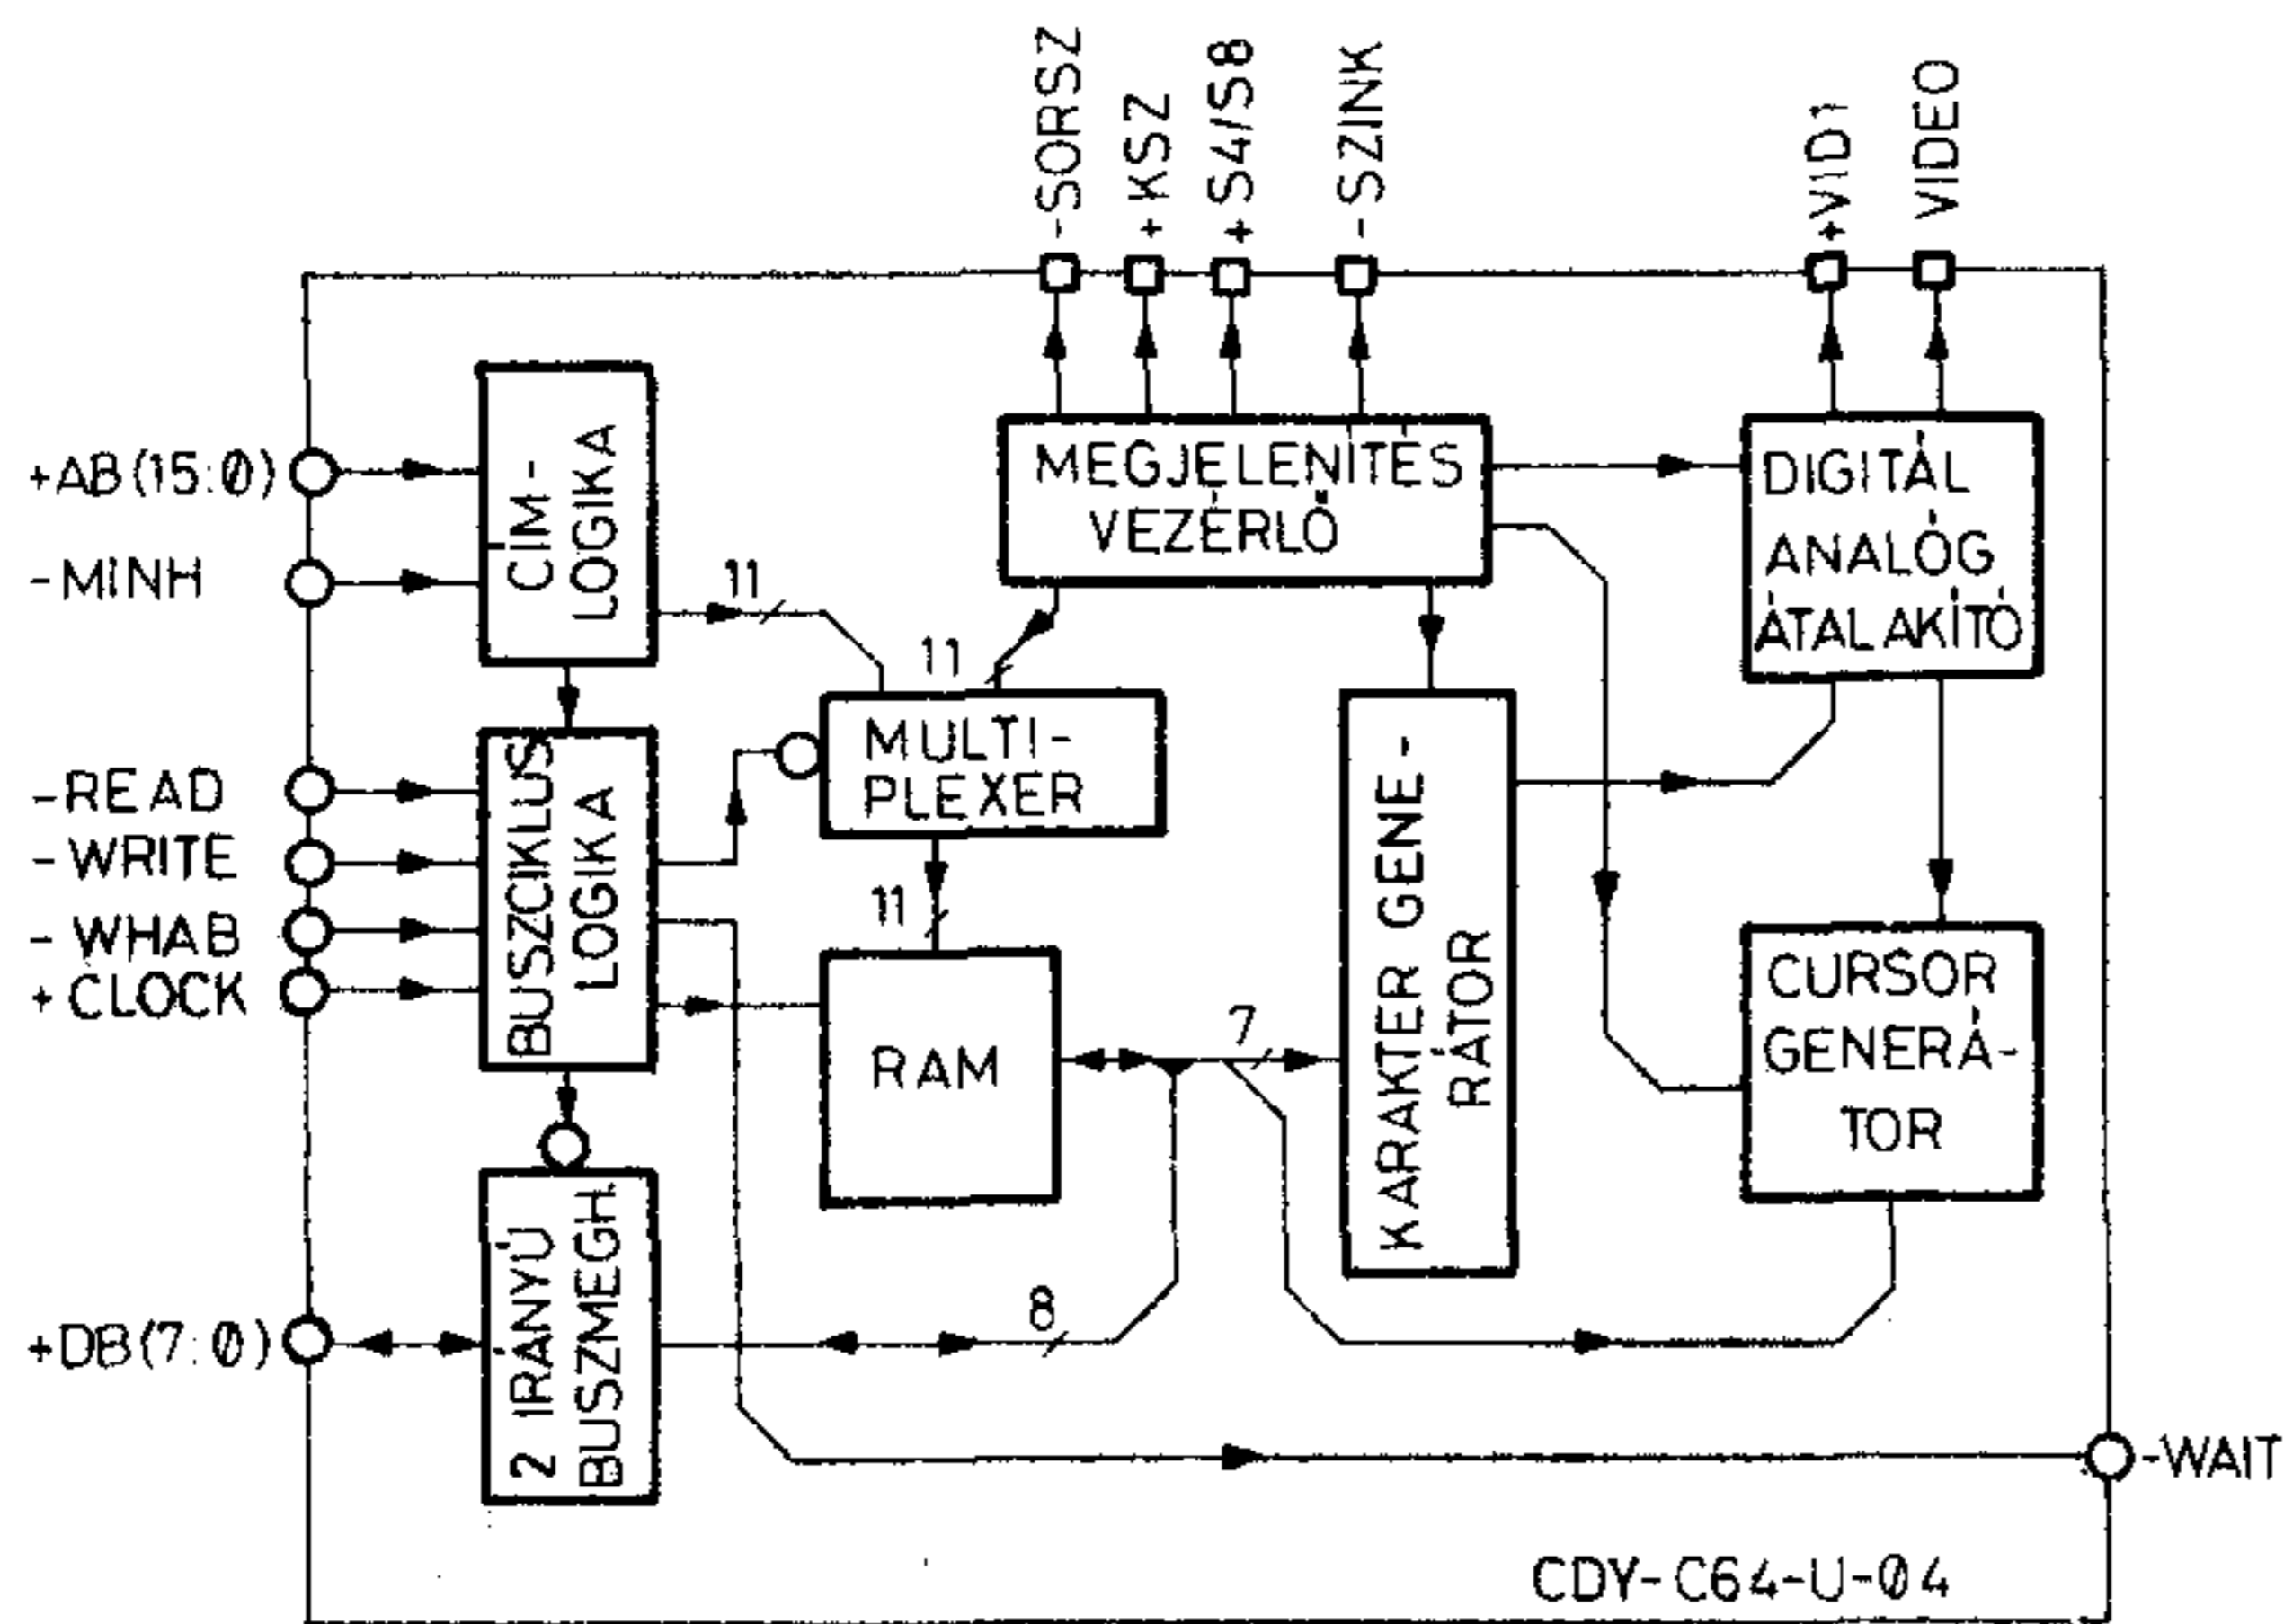 -SORSZ
+KSZ
+S4/S8
-SZINK
+VID1
VIDEO
+AB(15:0)
-MINH
-READ
-WRITE
-WHAB
+CLOCK
+DB(7:0)
CÍM-
LOGIKA
BUSZCIKLUS
LOGIKA
2 IRÁNYÚ
BUSZMEGH.
11
11
MULTI-
PLEXER
11
RAM
8
7
MEGJELENÍTÉS
VEZÉRLŐ
KARAKTER GENE-
RÁTOR
DIGITÁL
ANALÓG
ÁTALAKÍTÓ
CURSOR
GENERÁ-
TOR
-WAIT
CDY-C64-U-04